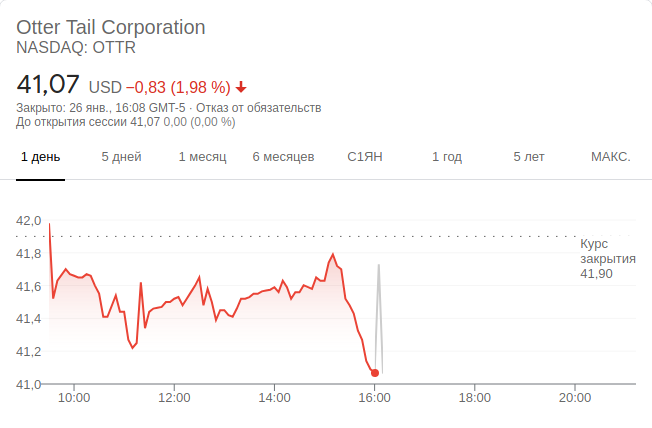 Otter Tail Corporation
NASDAQ: OTTR
41,07 USD −0,83 (1,98 %)
Закрыто: 26 янв., 16:08 GMT-5 · Отказ от обязательств
До открытия сессии 41,07 0,00 (0,00 %)
1 день 5 дней 1 месяц 6 месяцев С1ЯН 1 год 5 лет МАКС.
42,0
Курс
закрытия
41,90
41,8
41,6
41,4
41,2
41,0
10:00 12:00 14:00 16:00 18:00 20:00